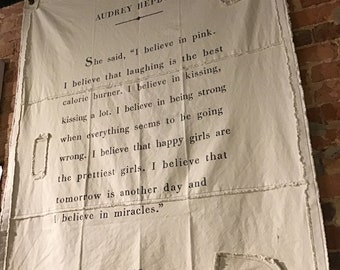 AUDREY HEPB
She said, "I believe in pink.
I believe that laughing is the best
calorie burner. I believe in kissing,
kissing a lot. I believe in being strong
when everything seems to be going
wrong. I believe that happy girls are
the prettiest girls. I believe that
tomorrow is another day and
I believe in miracles."